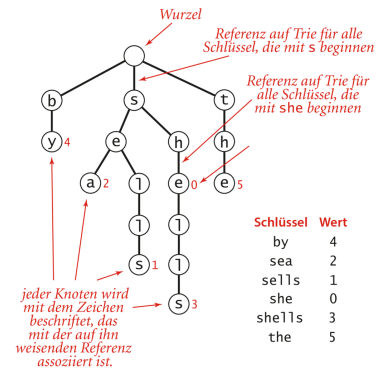 Wurzel
Referenz auf Trie für alle
Schlüssel, die mit s beginnen
Referenz auf Trie für
alle Schlüssel, die
mit she beginnen
b s t
y 4 e h h
a 2 l e 0 e 5
l l
s 1 l
s 3
Schlüssel Wert
by 4
sea 2
sells 1
she 0
shells 3
the 5
jeder Knoten wird
mit dem Zeichen
beschriftet, das
mit der auf ihn
weisenden Referenz
assoziiert ist.